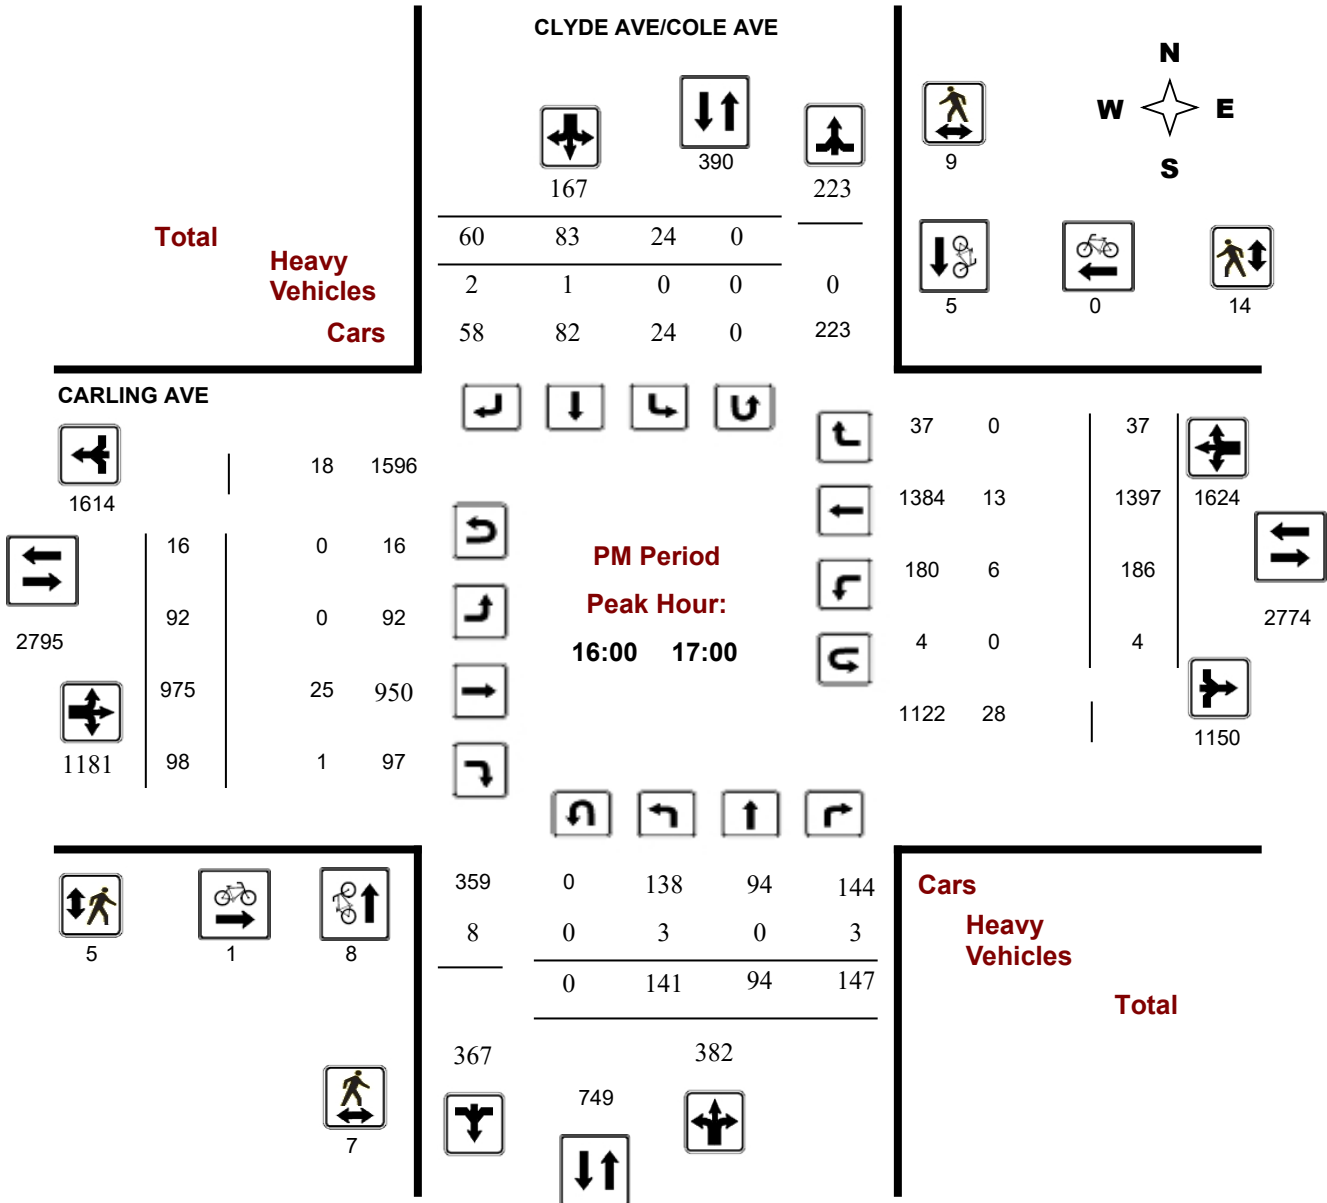 CLYDE AVE/COLE AVE
N
W E
S
9
390
167
223
Total
60 83 24 0
5 0 14
Heavy
Vehicles
2 1 0 0 0
Cars
58 82 24 0 223
CARLING AVE
37 0 37
18 1596
1614
1384 13 1397 1624
16 0 16
PM Period
180 6 186
92 0 92
Peak Hour:
2795
2774
16:00 17:00
4 0 4
975 25 950
1122 28
1150
1181 98 1 97
359 0 138 94 144
Cars
8 0 3 0 3
Heavy
Vehicles
5 1 8
0 141 94 147
Total
367 382
749
7